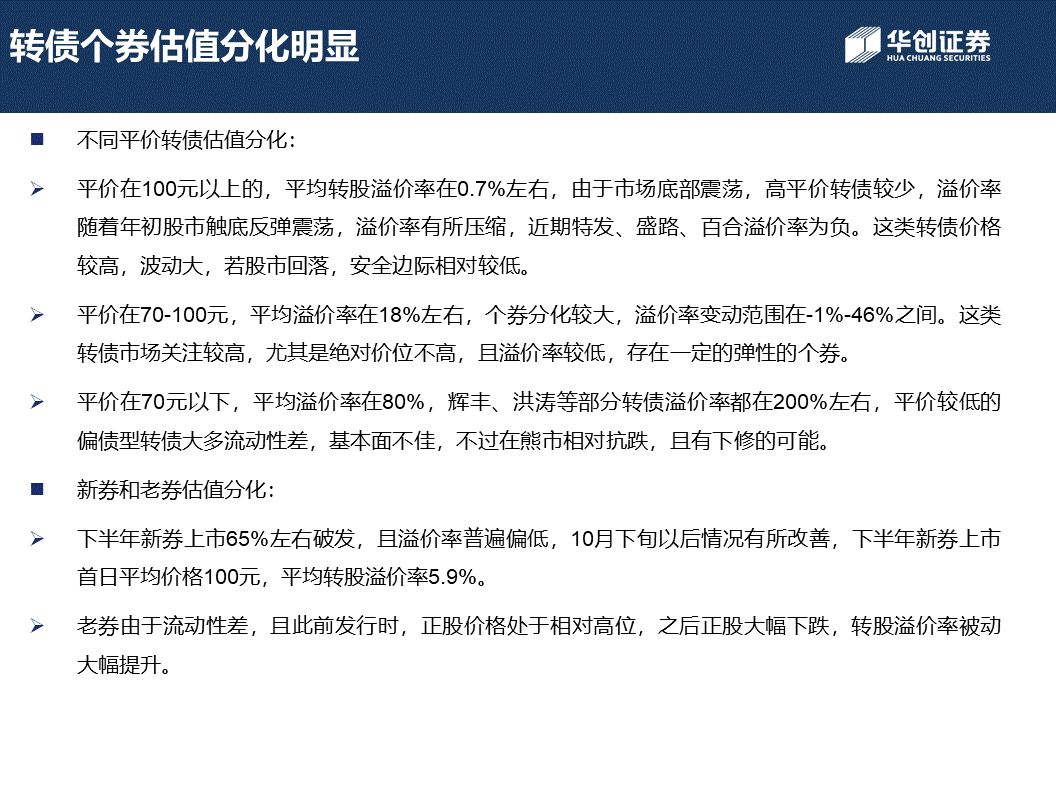 转债个券估值分化明显
华创证券
HUA CHUANG SECURITIES
不同平价转债估值分化：
平价在100元以上的，平均转股溢价率在0.7%左右，由于市场底部震荡，高平价转债较少，溢价率
随着年初股市触底反弹震荡，溢价率有所压缩，近期特发、盛路、百合溢价率为负。这类转债价格
较高，波动大，若股市回落，安全边际相对较低。
平价在70-100元，平均溢价率在18%左右，个券分化较大，溢价率变动范围在-1%-46%之间。这类
转债市场关注较高，尤其是绝对价位不高，且溢价率较低，存在一定的弹性的个券。
平价在70元以下，平均溢价率在80%，辉丰、洪涛等部分转债溢价率都在200%左右，平价较低的
偏债型转债大多流动性差，基本面不佳，不过在熊市相对抗跌，且有下修的可能。
新券和老券估值分化：
下半年新券上市65%左右破发，且溢价率普遍偏低，10月下旬以后情况有所改善，下半年新券上市
首日平均价格100元，平均转股溢价率5.9%。
老券由于流动性差，且此前发行时，正股价格处于相对高位，之后正股大幅下跌，转股溢价率被动
大幅提升。